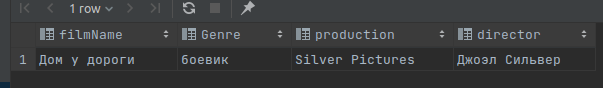 1 row
filmName Genre production director
1 Дом у дороги боевик Silver Pictures Джоэл Сильвер